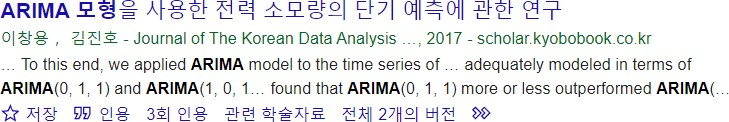 ARIMA 모형을 사용한 전력 소모량의 단기 예측에 관한 연구
이창용 , 김진호 - Journal of The Korean Data Analysis …, 2017 - scholar.kyobobook.co.kr
… To this end, we applied ARIMA model to the time series of … adequately modeled in terms of
ARIMA(0, 1, 1) and ARIMA(1, 0, 1… found that ARIMA(0, 1, 1) more or less outperformed ARIMA(…
저장 인용 3회 인용 관련 학술자료 전체 2개의 버전